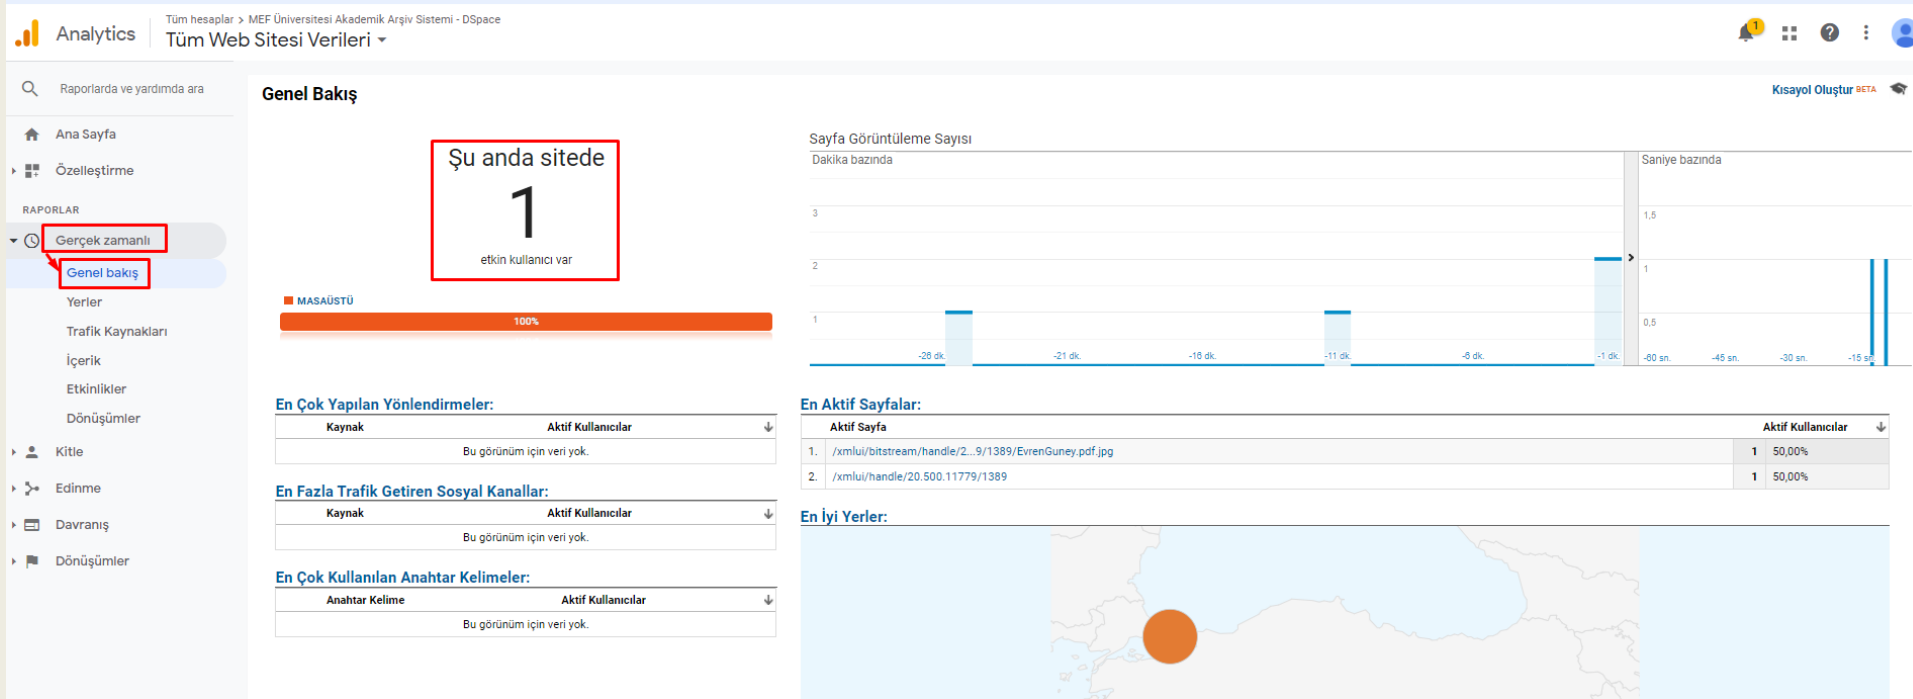 Analytics
Tüm hesaplar > MEF Üniversitesi Akademik Arşiv Sistemi - DSpace
Tüm Web Sitesi Verileri
1
Raporlarda ve yardımda ara
Ana Sayfa
Özelleştirme
RAPORLAR
Gerçek zamanlı
Genel bakış
Yerler
Trafik Kaynakları
İçerik
Etkinlikler
Dönüşümler
Kitle
Edinme
Davranış
Dönüşümler
Genel Bakış
Kısayol Oluştur BETA
Şu anda sitede
1
etkin kullanıcı var
MASAÜSTÜ
100%
Sayfa Görüntüleme Sayısı
Dakika bazında
3
2
1
-26 dk.
-21 dk.
-16 dk.
-11 dk.
-6 dk.
-1 dk.
Saniye bazında
1,5
1
0,5
-60 sn.
-45 sn.
-30 sn.
-15 sn.
En Çok Yapılan Yönlendirmeler:
Kaynak Aktif Kullanıcılar
Bu görünüm için veri yok.
En Fazla Trafik Getiren Sosyal Kanallar:
Kaynak Aktif Kullanıcılar
Bu görünüm için veri yok.
En Çok Kullanılan Anahtar Kelimeler:
Anahtar Kelime Aktif Kullanıcılar
Bu görünüm için veri yok.
En Aktif Sayfalar:
Aktif Sayfa Aktif Kullanıcılar
1. /xmlui/bitstream/handle/2...9/1389/EvrenGuney.pdf.jpg 1 50,00%
2. /xmlui/handle/20.500.11779/1389 1 50,00%
En İyi Yerler: